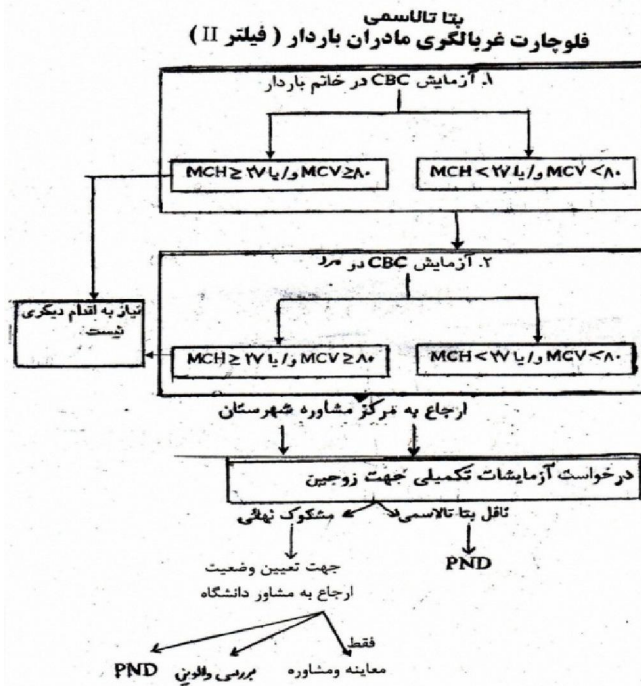 بتا تالاسمی
فلوچارت غربالگری مادران باردار ( فیلتر II )
۱. آزمایش CBC در خانم باردار
MCH < ۲۷ و/یا MCV < ۸۰
MCH ≥ ۲۷ و/یا MCV ≥ ۸۰
۲. آزمایش CBC در مرد
MCH < ۲۷ و/یا MCV < ۸۰
MCH ≥ ۲۷ و/یا MCV ≥ ۸۰
نیاز به اقدام دیگری
نیست
ارجاع به مرکز مشاوره شهرستان
درخواست آزمایشات تکمیلی جهت زوجین
ناقل بتا تالاسمی
مشکوک نهائی
PND
جهت تعیین وضعیت
ارجاع به مشاور دانشگاه
فقط
معاینه ومشاوره
بررسی
PND